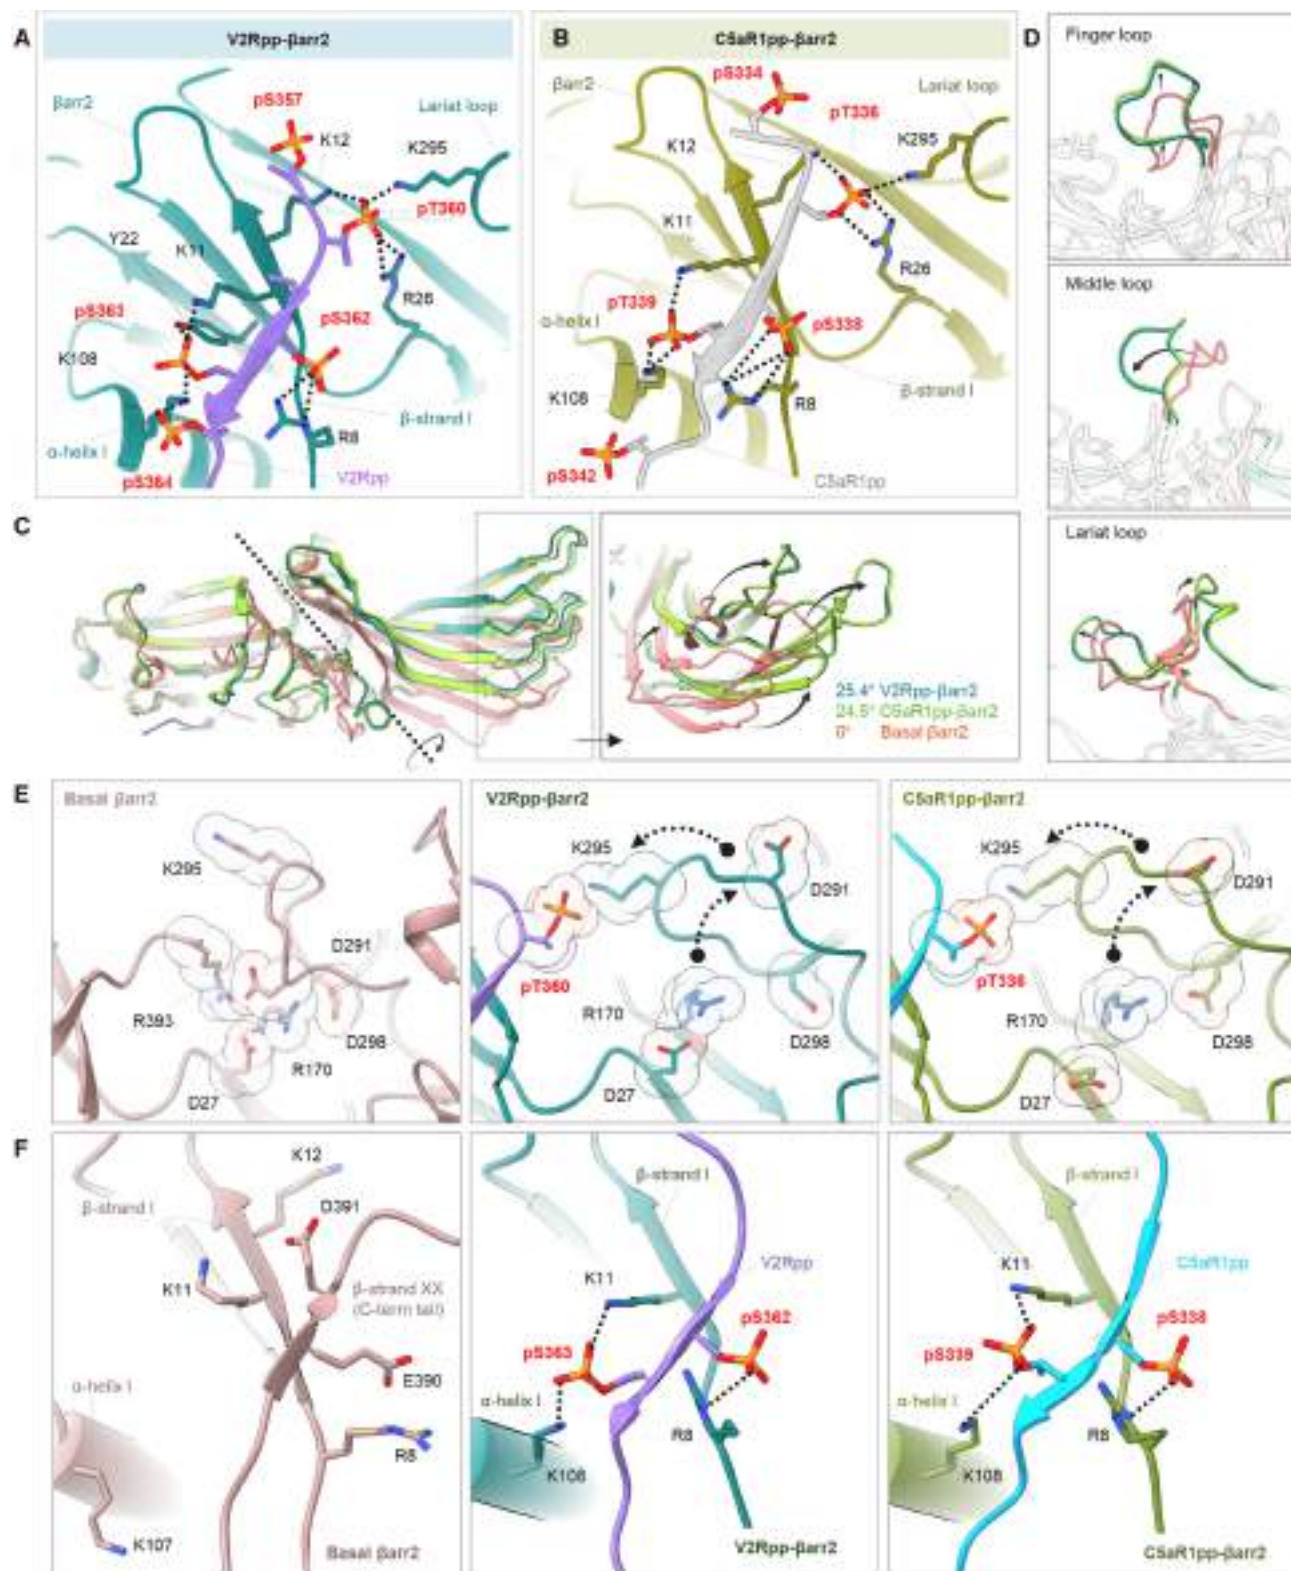 A
V2Rpp-βarr2
βarr2
pS357
Lariat loop
K12
K295
pT360
Y22
K11
R26
pS363
pS362
K108
β-strand I
R8
α-helix I
pS364
V2Rpp
B
C5aR1pp-βarr2
βarr2
pS334
Lariat loop
pT336
K12
K295
K11
R26
pT339
α-helix I
pS338
K108
β-strand I
R8
pS342
C5aR1pp
D
Finger loop
Middle loop
Lariat loop
C
25.4° V2Rpp-βarr2
24.5° C5aR1pp-βarr2
0° Basal βarr2
E
Basal βarr2
K295
D291
R393
D298
R170
D27
V2Rpp-βarr2
K295
D291
pT360
R170
D298
D27
C5aR1pp-βarr2
K295
D291
pT336
R170
D298
D27
F
K12
β-strand I
D391
K11
β-strand XX
(C-term tail)
E390
α-helix I
R8
K107
Basal βarr2
β-strand I
V2Rpp
K11
pS362
pS363
α-helix I
R8
K108
V2Rpp-βarr2
β-strand I
C5aR1pp
K11
pS338
pS339
α-helix I
R8
K108
C5aR1pp-βarr2